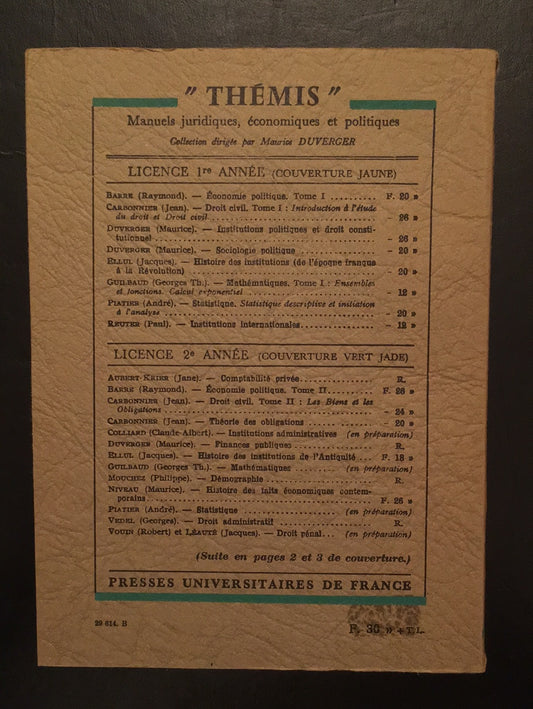 " THÉMIS "
Manuels juridiques, économiques et politiques
Collection dirigée par Maurice DUVERGER
LICENCE 1re ANNÉE (COUVERTURE JAUNE)
BARRE (Raymond). — Économie politique. Tome I .......... F. 20 »
CARBONNIER (Jean). — Droit civil. Tome I : Introduction à l'étude
du droit et Droit civil .......... – 26 »
DUVERGER (Maurice). — Institutions politiques et droit consti-
tutionnel .......... – 26 »
DUVERGER (Maurice). — Sociologie politique .......... – 20 »
ELLUL (Jacques). — Histoire des institutions (de l'époque franque
à la Révolution) .......... – 20 »
GUILBAUD (Georges Th.). — Mathématiques. Tome I : Ensembles
et fonctions. Calcul exponentiel .......... – 12 »
PIATIER (André). — Statistique. Statistique descriptive et initiation
à l'analyse .......... – 20 »
REUTER (Paul). — Institutions internationales .......... – 12 »
LICENCE 2e ANNÉE (COUVERTURE VERT JADE)
AUBERT-KRIER (Jane). — Comptabilité privée .......... R.
BARRE (Raymond). — Économie politique. Tome II .......... F. 26 »
CARBONNIER (Jean). — Droit civil. Tome II : Les Biens et les
Obligations .......... – 24 »
CARBONNIER (Jean). — Théorie des obligations .......... – 20 »
COLLIARD (Claude-Albert). — Institutions administratives (en préparation)
DUVERGER (Maurice). — Finances publiques .......... R.
ELLUL (Jacques). — Histoire des institutions de l'Antiquité .. F. 18 »
GUILBAUD (Georges Th.). — Mathématiques .......... (en préparation)
MOUCHEZ (Philippe). — Démographie .......... R.
NIVEAU (Maurice). — Histoire des faits économiques contem-
porains .......... F. 26 »
PIATIER (André). — Statistique .......... (en préparation)
VEDEL (Georges). — Droit administratif .......... R.
VOUIN (Robert) et LÉAUTÉ (Jacques). — Droit pénal... (en préparation)
(Suite en pages 2 et 3 de couverture.)
PRESSES UNIVERSITAIRES DE FRANCE
29 614. B
F. 30 » + T.L.